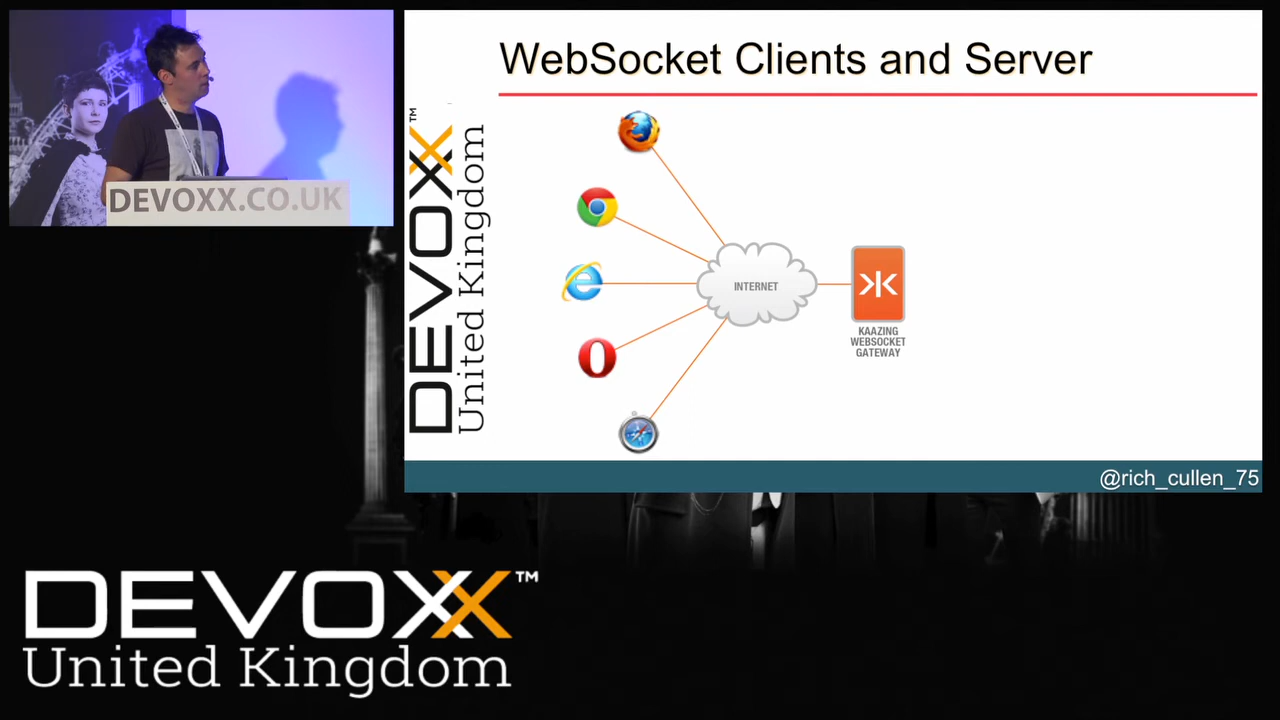 DEVOXX.CO.UK
WebSocket Clients and Server
DEVOXX™
United Kingdom
INTERNET
KAAZING
WEBSOCKET
GATEWAY
@rich_cullen_75
DEVOXX™
United Kingdom